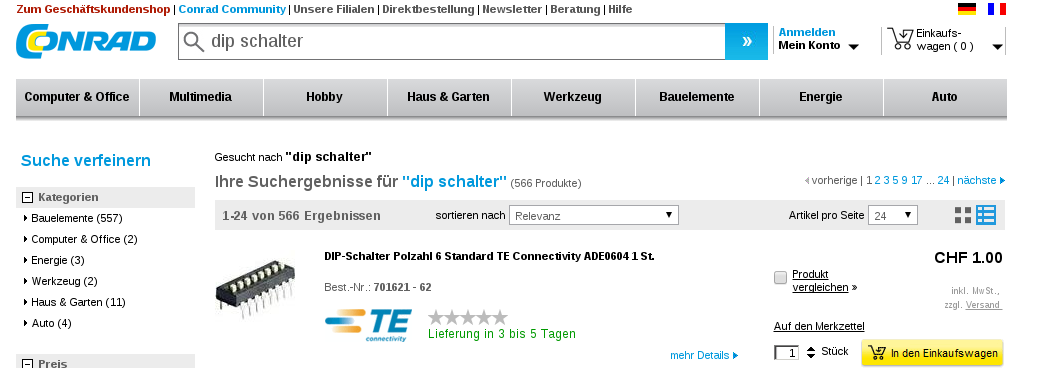 Zum Geschäftskundenshop | Conrad Community | Unsere Filialen | Direktbestellung | Newsletter | Beratung | Hilfe
CONRAD
dip schalter »
Anmelden
Mein Konto
Einkaufs-
wagen ( 0 )
Computer & Office Multimedia Hobby Haus & Garten Werkzeug Bauelemente Energie Auto
Suche verfeinern
Kategorien
Bauelemente (557)
Computer & Office (2)
Energie (3)
Werkzeug (2)
Haus & Garten (11)
Auto (4)
Preis
Gesucht nach "dip schalter"
Ihre Suchergebnisse für "dip schalter" (566 Produkte)
vorherige | 1 2 3 5 9 17 ... 24 | nächste
1-24 von 566 Ergebnissen sortieren nach Relevanz Artikel pro Seite 24
DIP-Schalter Polzahl 6 Standard TE Connectivity ADE0604 1 St.
Best.-Nr.: 701621 - 62
TE
connectivity
Lieferung in 3 bis 5 Tagen
mehr Details
Produkt
vergleichen »
CHF 1.00
inkl. MwSt.,
zzgl. Versand
Auf den Merkzettel
1 Stück In den Einkaufswagen